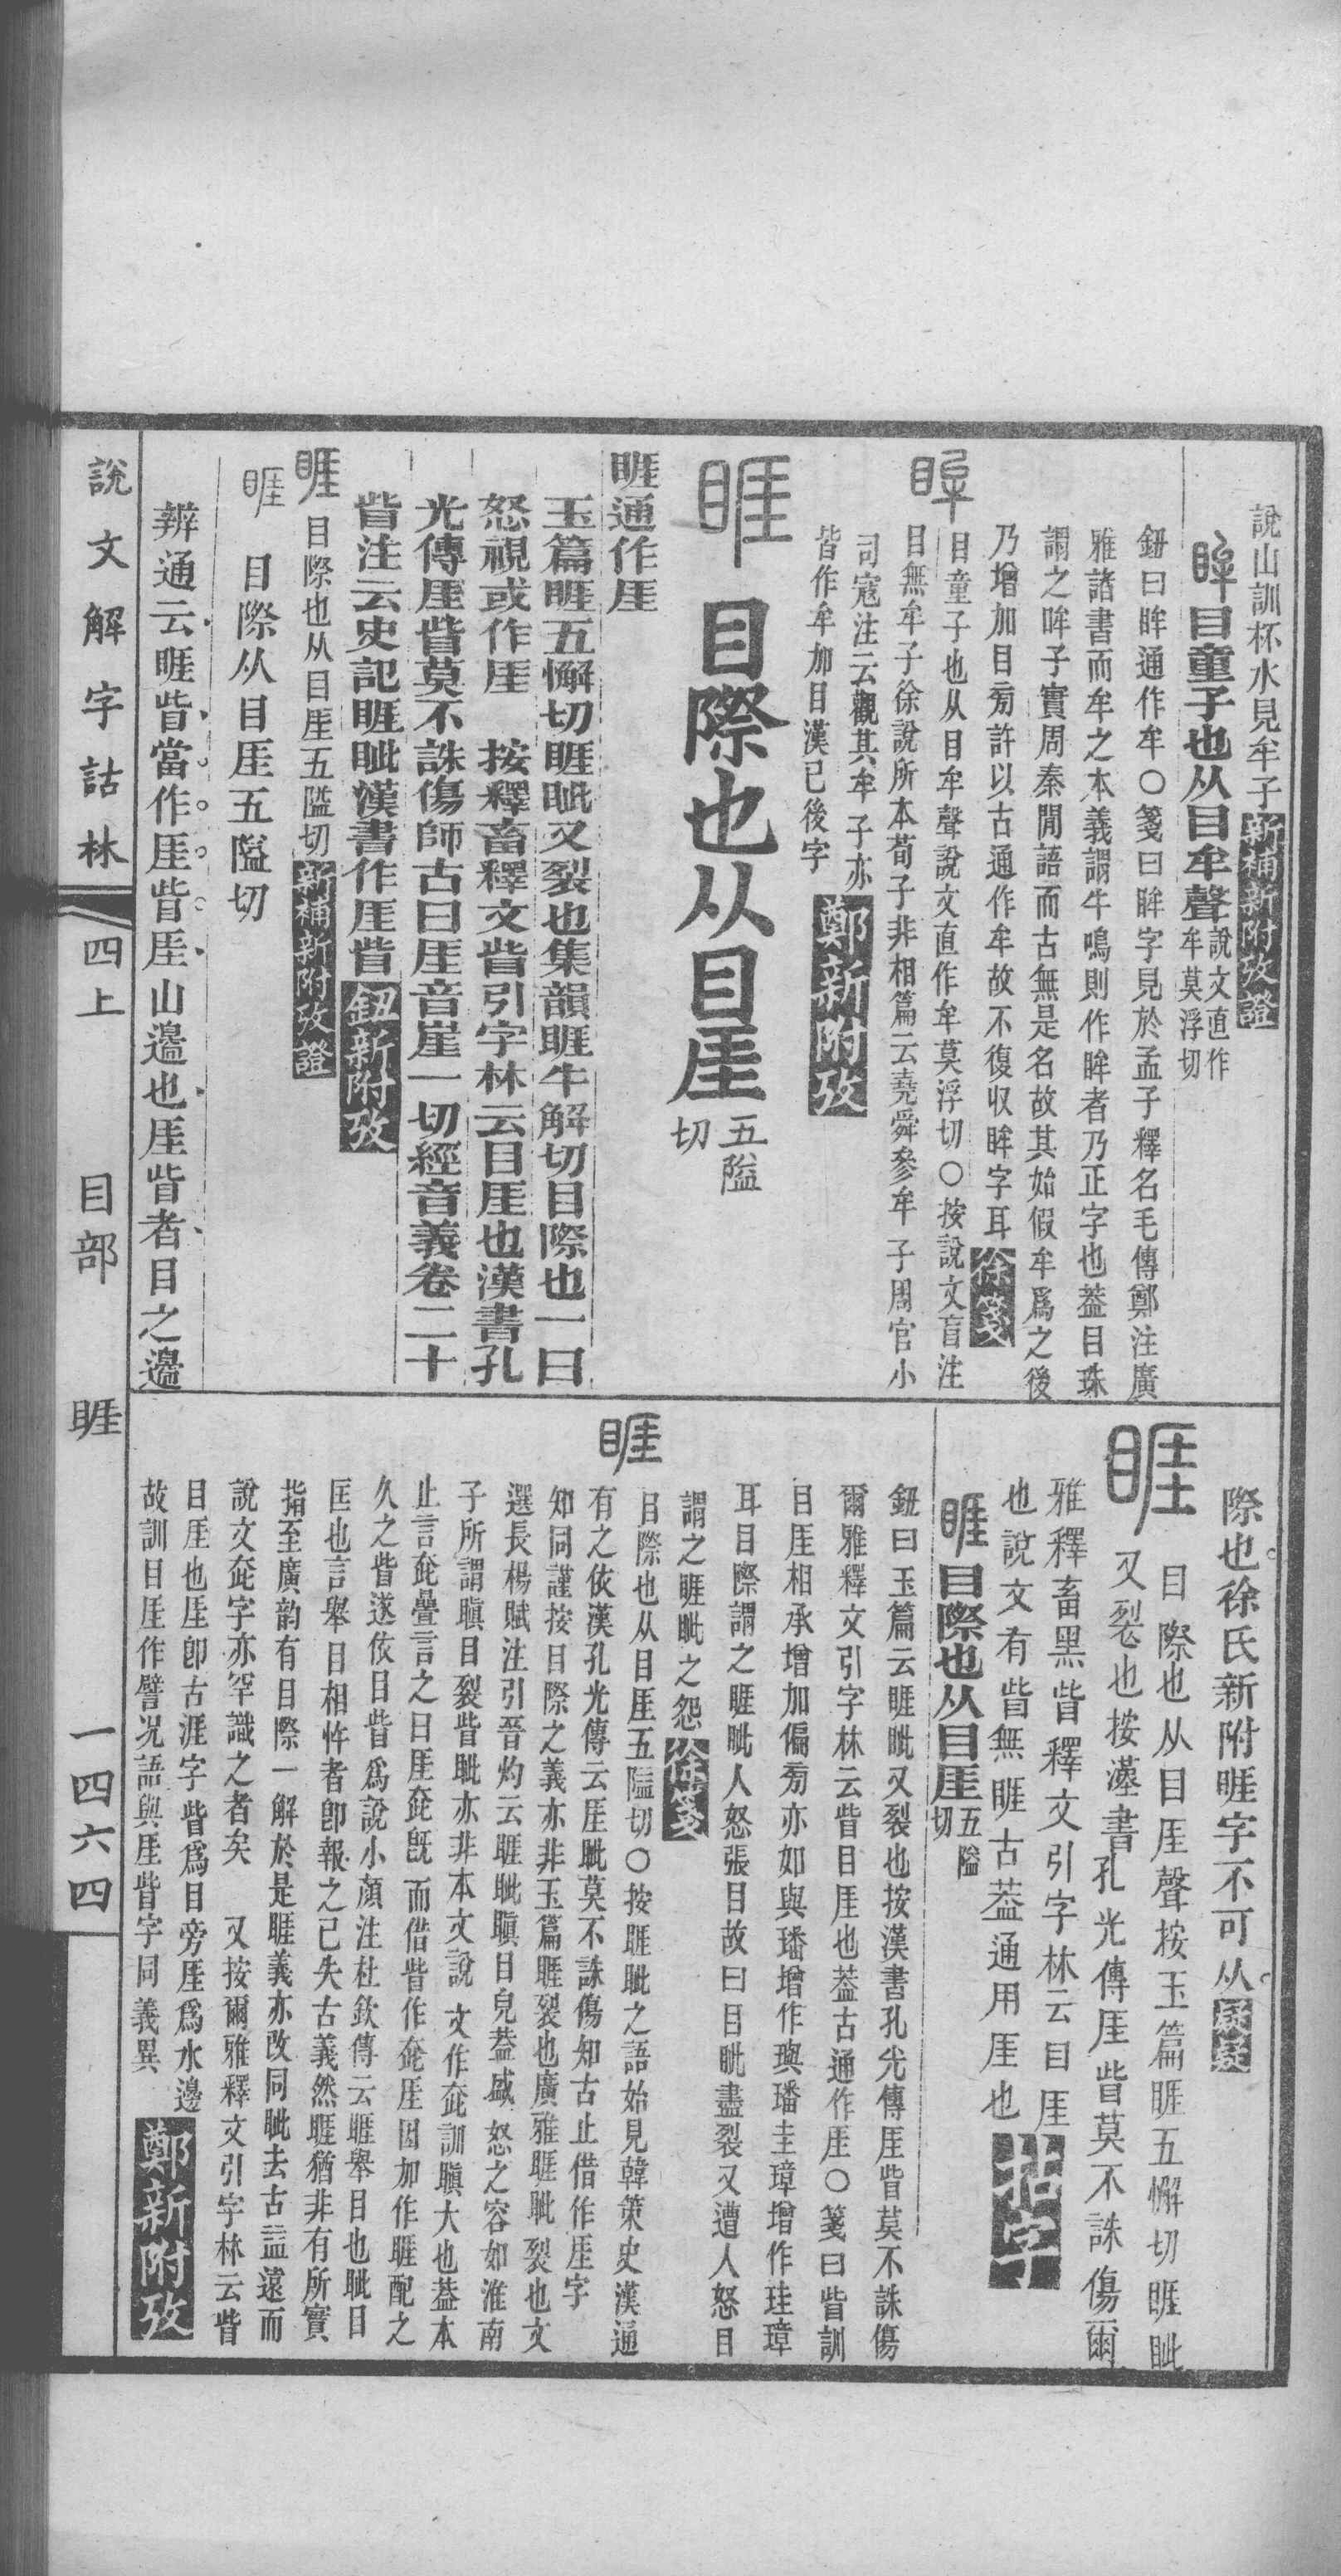 說山訓杯水見牟子新補新附攷證
眸目童子也从目牟聲說文直作牟莫浮切
鈕曰眸通作牟○箋曰眸字見於孟子釋名毛傳鄭注廣
雅諸書而牟之本義謂牛鳴則作眸者乃正字也葢目珠
謂之眸子實周秦閒語而古無是名故其始假牟爲之後
乃增加目㫄許以古通作牟故不復収眸字耳徐箋
眸
目童子也从目牟聲說文直作牟莫浮切○按說文盲注
目無牟子徐說所本荀子非相篇云堯舜參牟子周官小
司寇注云觀其牟子亦
皆作牟加目漢已後字鄭新附攷
睚目際也从目厓五隘切
睚通作厓
玉篇睚五懈切睚眦又裂也集韻睚牛解切目際也一曰
怒視或作厓　按釋畜釋文眥引字林云目厓也漢書孔
光傳厓眥莫不誅傷師古曰厓音崖一切經音義卷二十
眥注云史記睚眦漢書作厓眥鈕新附攷
睚目際也从目厓五隘切新補新附攷證
睚目際从目厓五隘切
辨通云睚眥當作厓眥厓山邊也厓眥者目之邊
際也徐氏新附睚字不可从
睚目際也从目厓聲按玉篇睚五懈切睚眦
又裂也按漢書孔光傳厓眥莫不誅傷爾
雅釋畜黑眥釋文引字林云目厓
也說文有眥無睚古葢通用厓也
睚目際也从目厓五隘切
鈕曰玉篇云睚眦又裂也按漢書孔光傳厓眥莫不誅傷
爾雅釋文引字林云眥目厓也葢古通作厓○箋曰眥訓
目厓相承增加偏㫄亦如與璠增作璵璠圭璋增作珪璋
耳目際謂之睚眦人怒張目故曰目眦盡裂又遭人怒目
謂之睚眦之怨徐箋
睚
目際也从目厓五隘切○按睚眦之語始見韓策史漢通
有之依漢孔光傳云厓眦莫不誅傷知古止借作厓字
知同謹按目際之義亦非玉篇睚裂也廣雅睚眦裂也文
選長楊賦注引晉灼云睚眦瞋目皃葢盛怒之容如淮南
子所謂瞋目裂眥眦亦非本文說文作㧘訓瞋大也葢本
止言㧘疊言之曰厓㧘旣而借眥作㧘厓因加作睚配之
久之眥遂依目眥爲說小顔注杜欽傳云睚舉目也眦目
匡也言舉目相忤者卽報之已失古義然睚猶非有所實
指至廣韵有目際一解於是睚義亦改同眦去古㒻遠而
說文㧘字亦罕識之者矣　又按爾雅釋文引字林云眥
目厓也厓卽古涯字眥爲目旁厓爲水邊
故訓目厓作譬況語與厓眥字同義異鄭新附攷
說文解字詁林　四上　目部　睚　一四六四